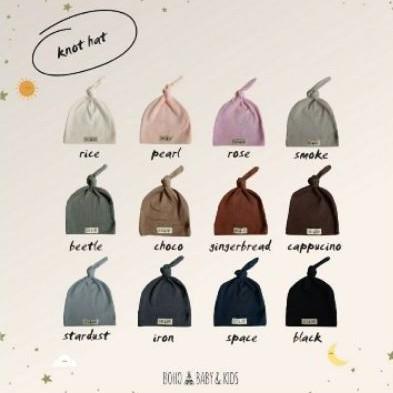 knot hat
rice pearl rose smoke
beetle choco gingerbread cappucino
stardust iron space black
BOHO BABY & KIDS